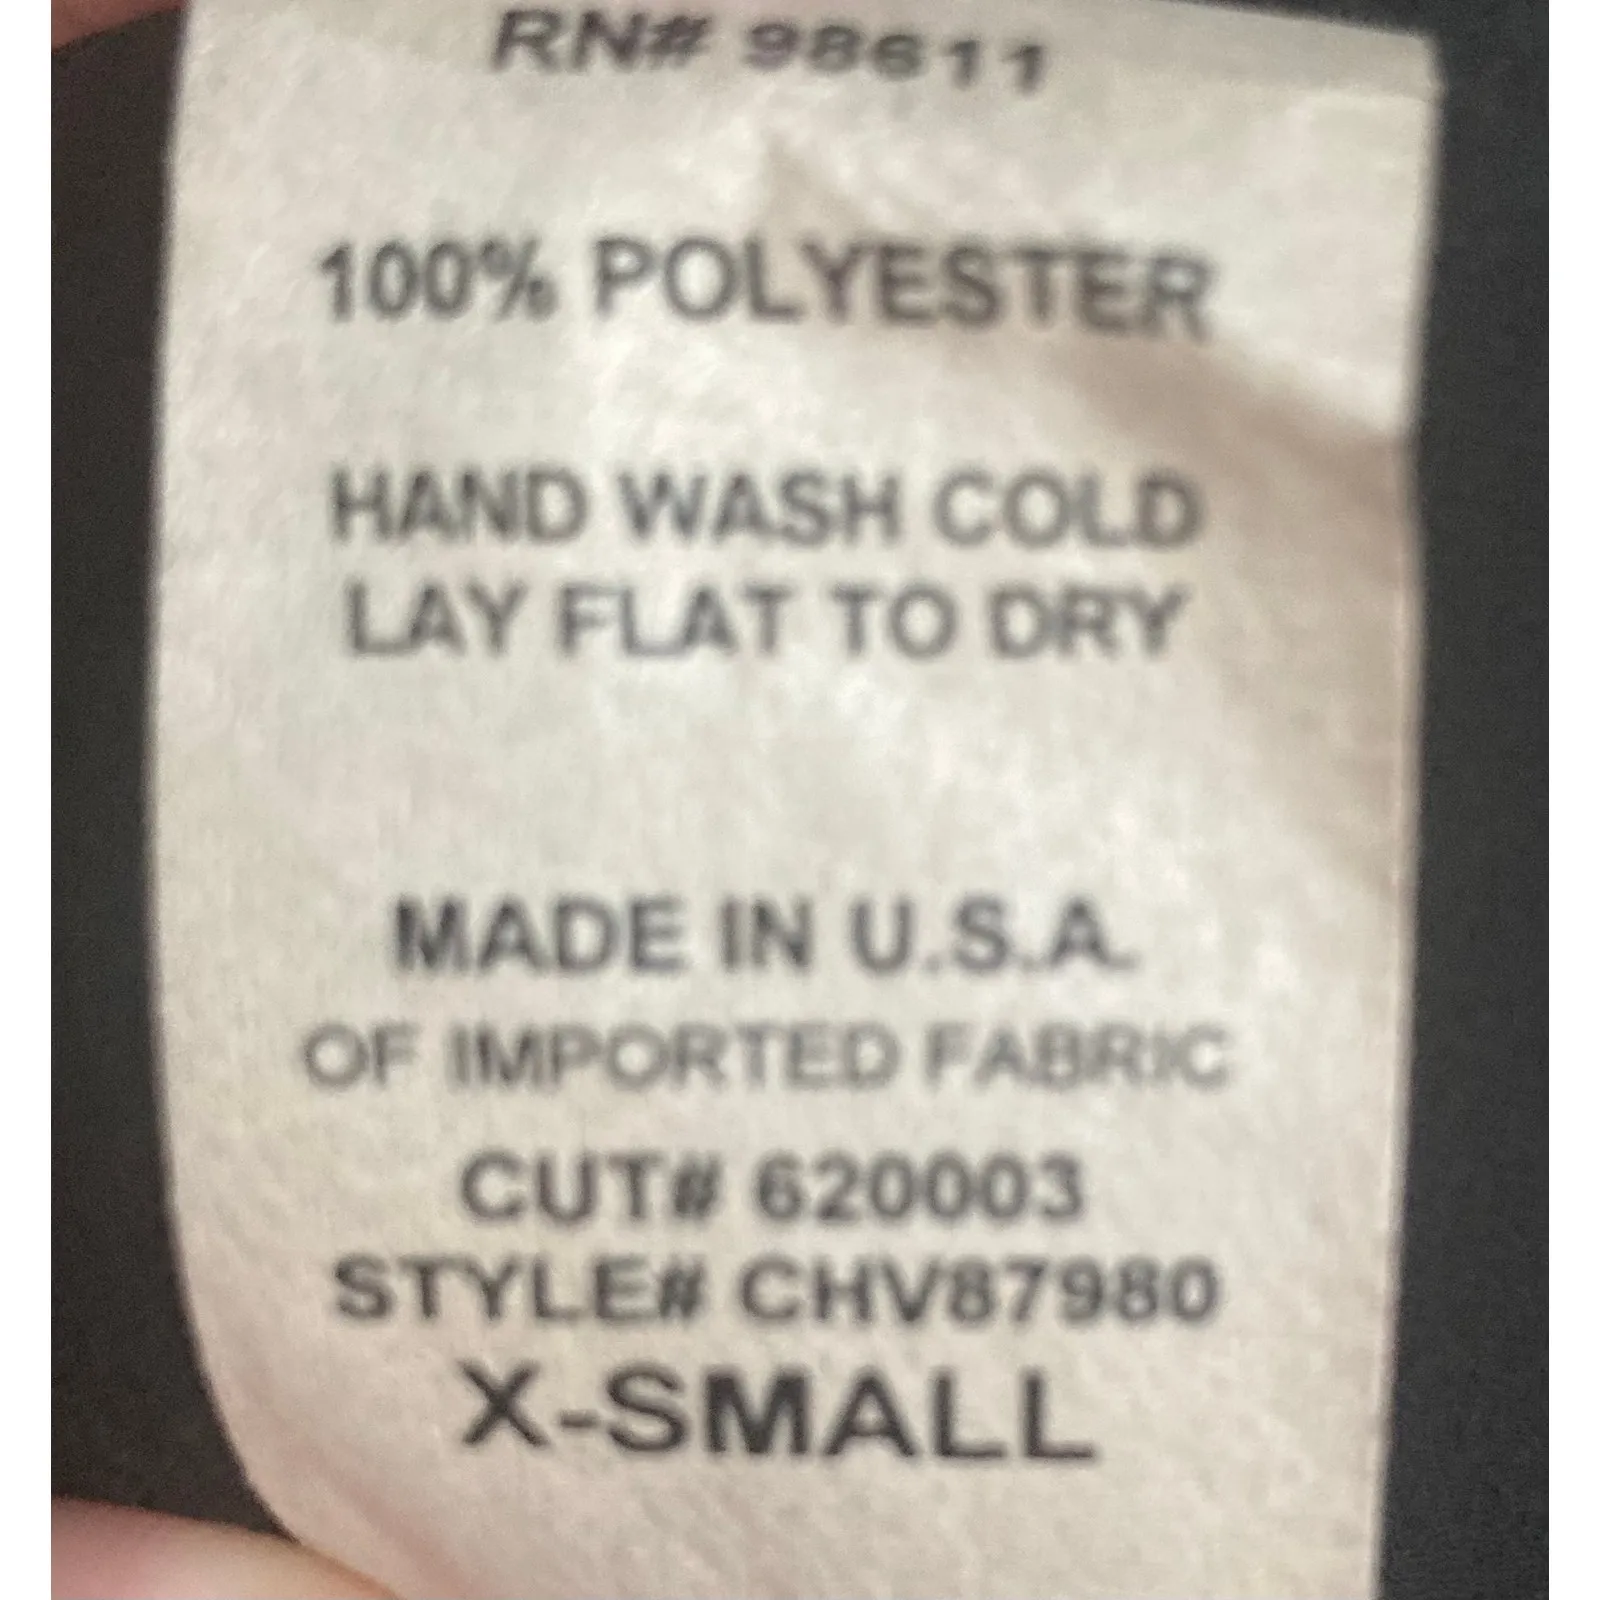 RN# 98611
100% POLYESTER
HAND WASH COLD
LAY FLAT TO DRY
MADE IN U.S.A.
OF IMPORTED FABRIC
CUT# 620003
STYLE# CHV87980
X-SMALL